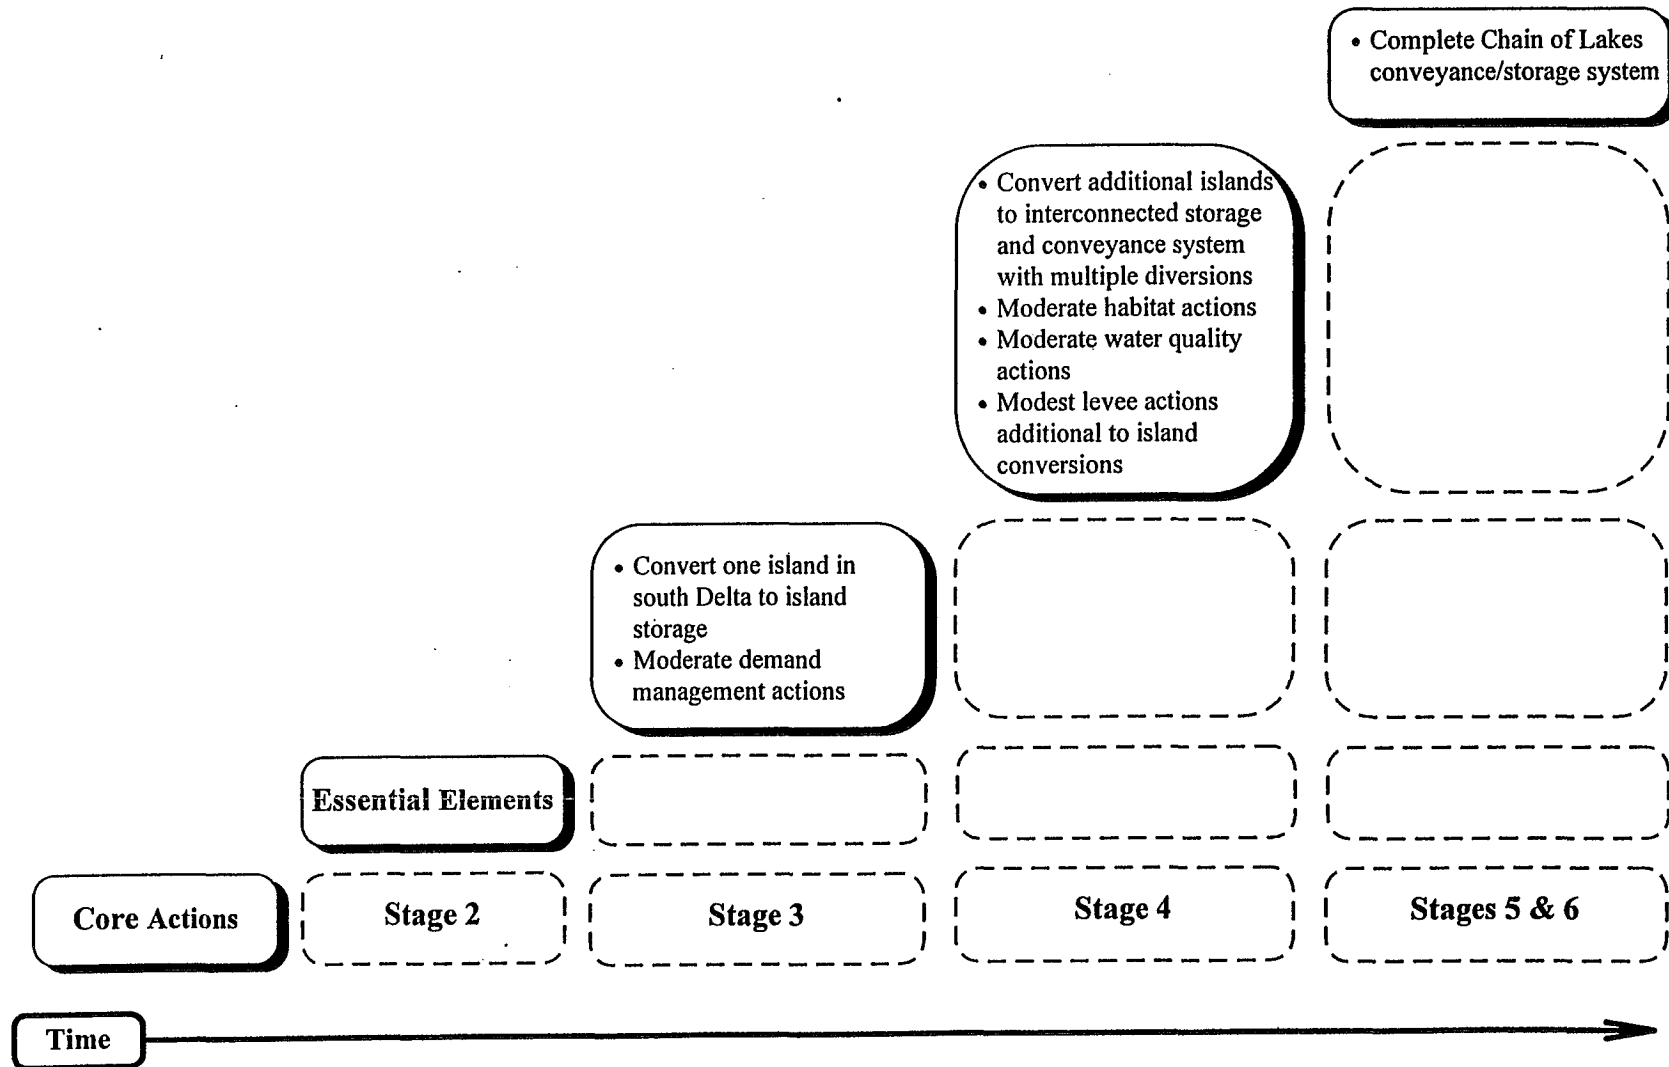 • Complete Chain of Lakes
conveyance/storage system
• Convert additional islands
to interconnected storage
and conveyance system
with multiple diversions
• Moderate habitat actions
• Moderate water quality
actions
• Modest levee actions
additional to island
conversions
• Convert one island in
south Delta to island
storage
• Moderate demand
management actions
Essential Elements
Core Actions
Stage 2
Stage 3
Stage 4
Stages 5 & 6
Time